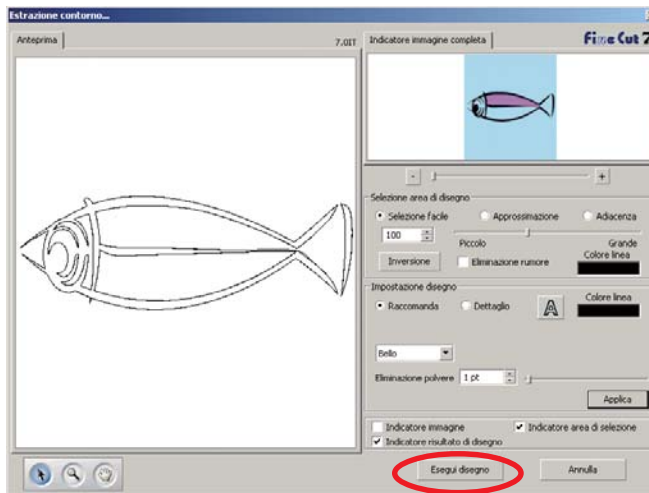 Estrazione contorno...
Anteprima
7.0IT
Indicatore immagine completa
Fine Cut 7
- +
Selezione area di disegno
Selezione facile Approssimazione Adiacenza
100
Piccolo Grande
Inversione Eliminazione rumore Colore linea
Impostazione disegno
Raccomanda Dettaglio A Colore linea
Bello
Eliminazione polvere 1 pt
Applica
Indicatore immagine Indicatore area di selezione
Indicatore risultato di disegno
Esegui disegno Annulla